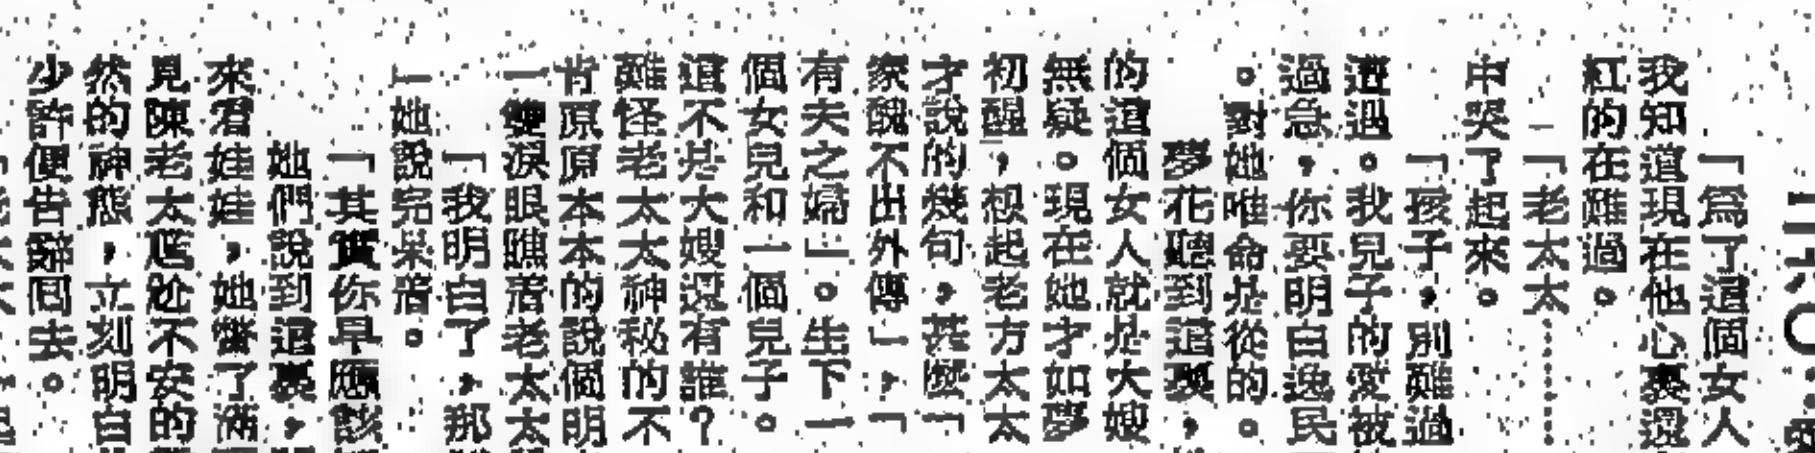 「爲了這個女人
我知道現在他心裏還
紅的在難過。
「老太太……
中哭了起來。
「孩子，別難過
遭過。我兒子的愛被
過急，你要明白逸民
。對她唯命是從的。
夢花聽到這裏，
的這個女人就是大嫂
無疑。現在她才如夢
初醒，想起老方太太
才說的幾句，甚麼「
家醜不出外傳」，「
有夫之婦」。生下一
個女兒和一個兒子。
這不是大嫂還有誰？
難怪老太太神秘的不
肯原原本本的說個明
一雙淚眼瞧着老太太
「我明白了，那
」她說完呆着。
「其實你早應該
她們說到這裏，
來君娃娃，她聳了滿
見陳老太尷尬不安的
然的神態，立刻明白
少許便告辭回去。